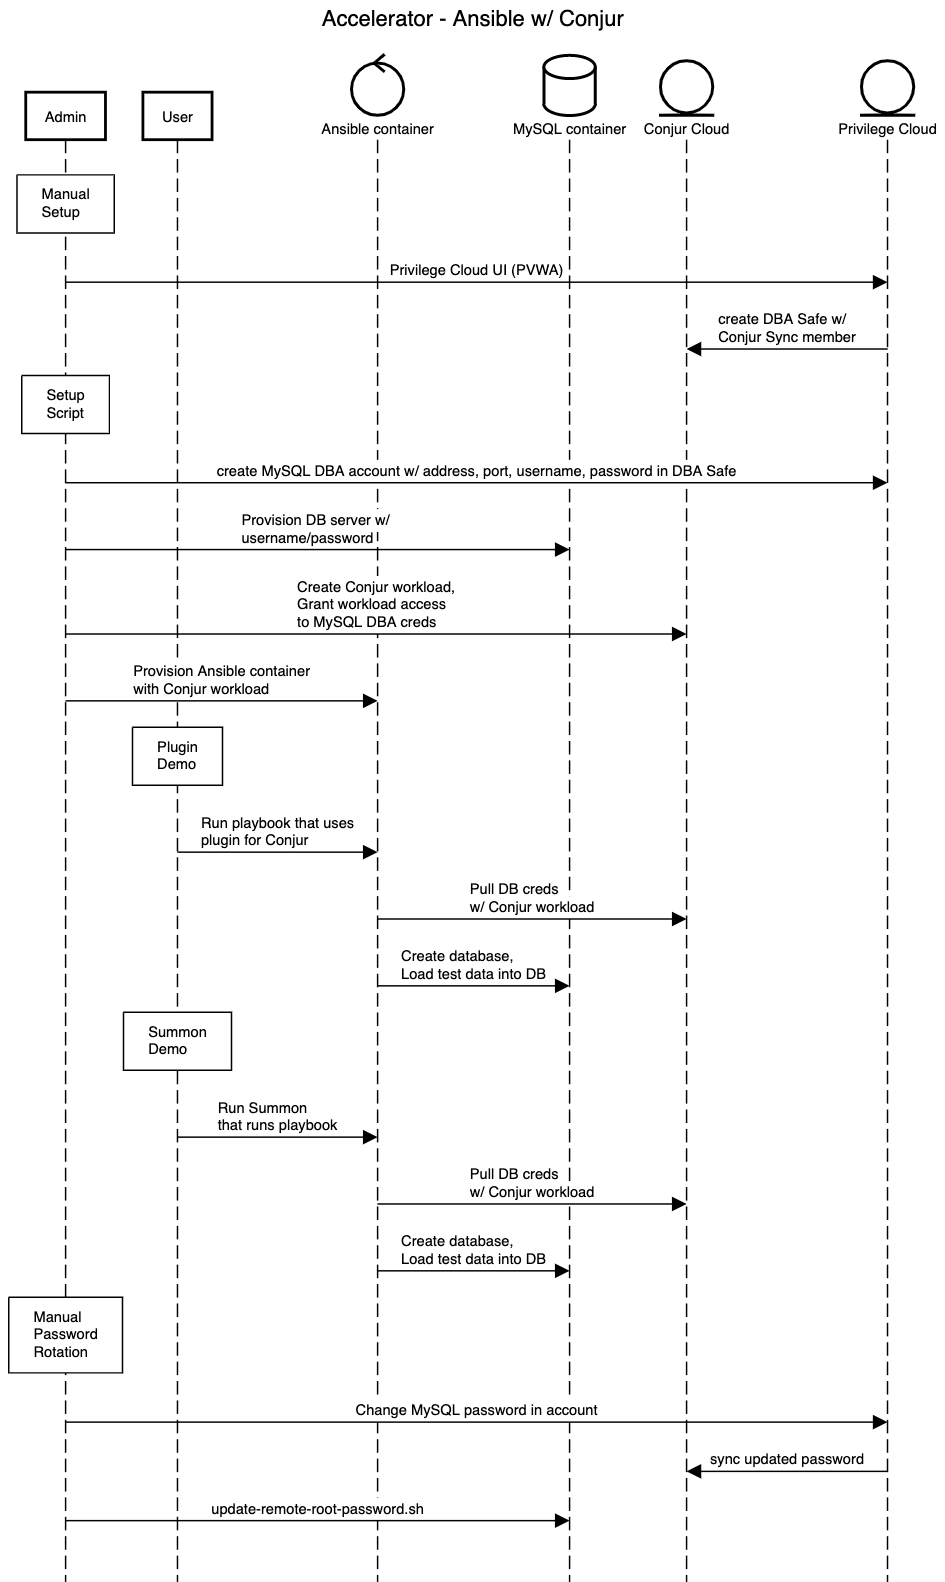 Accelerator - Ansible w/ Conjur
Admin
User
Ansible container
MySQL container
Conjur Cloud
Privilege Cloud
Manual
Setup
Privilege Cloud UI (PVWA)
create DBA Safe w/
Conjur Sync member
Setup
Script
create MySQL DBA account w/ address, port, username, password in DBA Safe
Provision DB server w/
username/password
Create Conjur workload,
Grant workload access
to MySQL DBA creds
Provision Ansible container
with Conjur workload
Plugin
Demo
Run playbook that uses
plugin for Conjur
Pull DB creds
w/ Conjur workload
Create database,
Load test data into DB
Summon
Demo
Run Summon
that runs playbook
Pull DB creds
w/ Conjur workload
Create database,
Load test data into DB
Manual
Password
Rotation
Change MySQL password in account
sync updated password
update-remote-root-password.sh